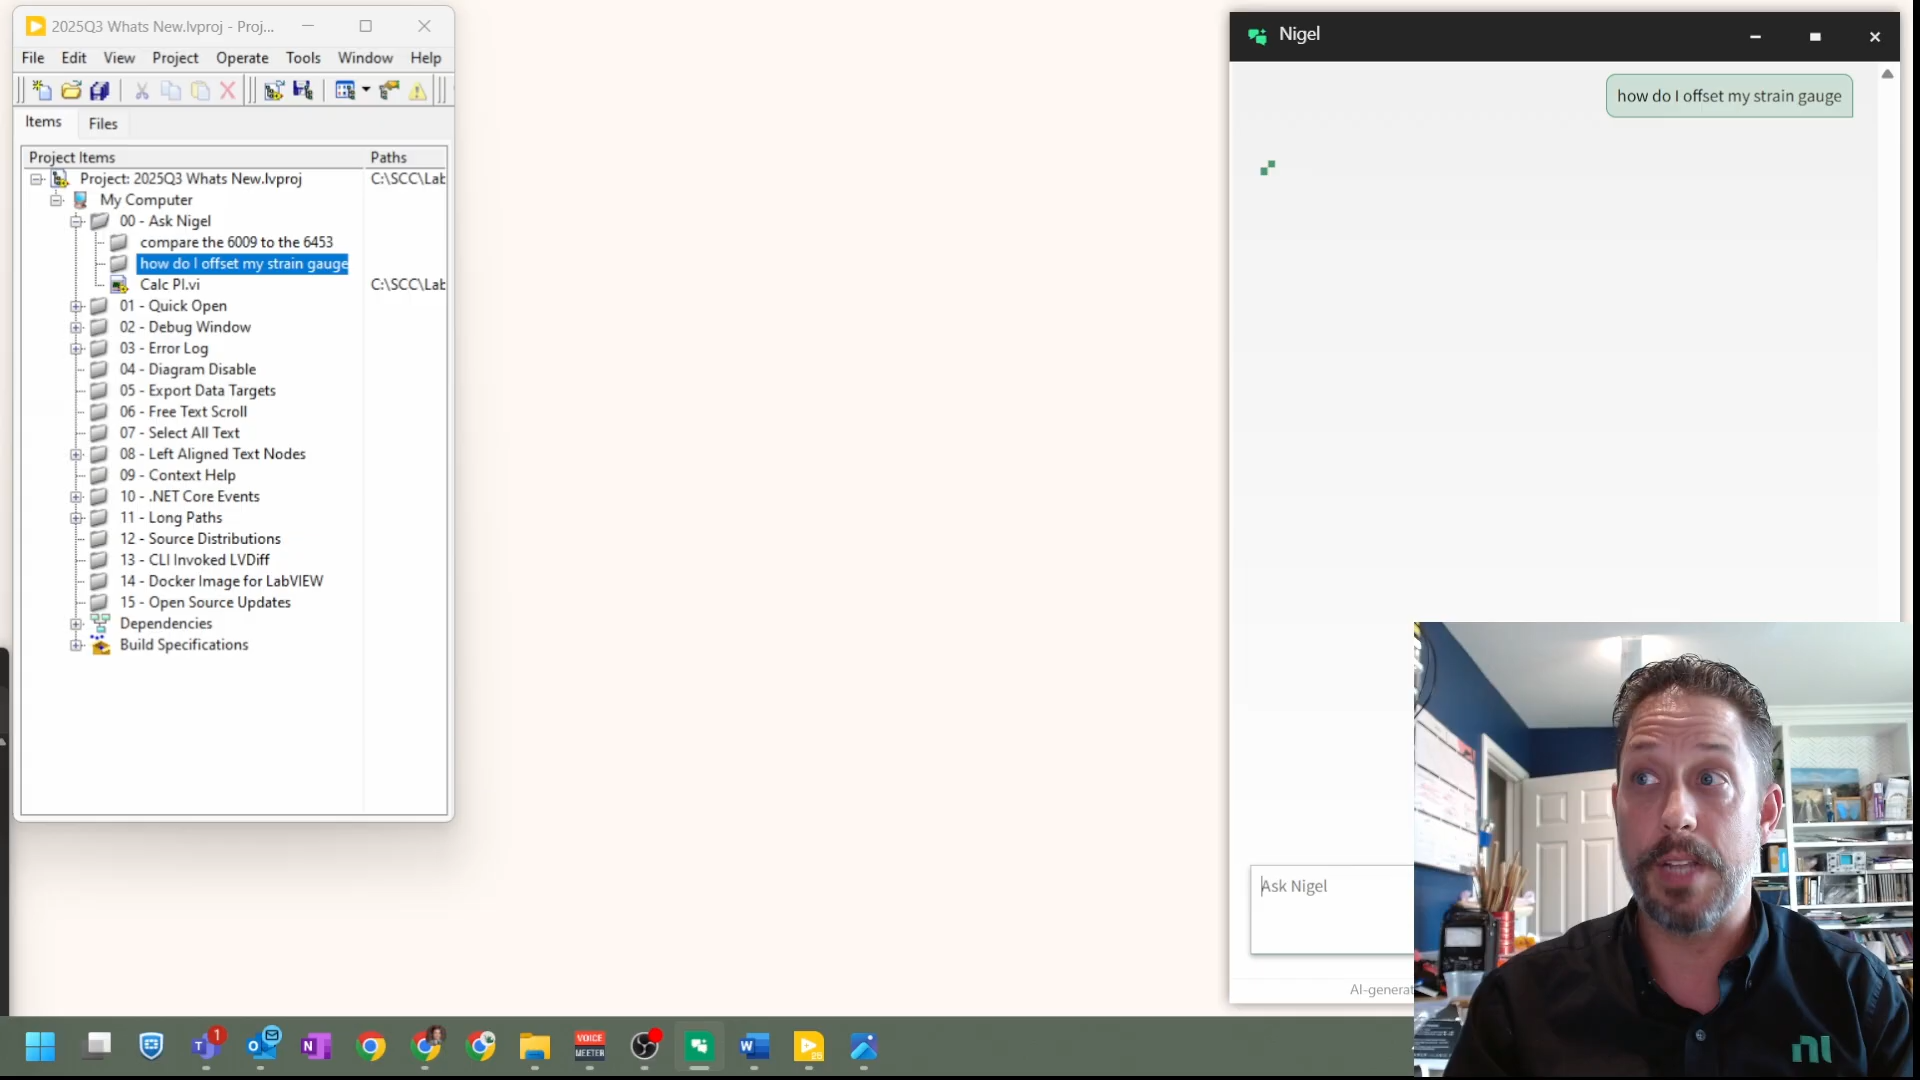 2025Q3 Whats New.lvproj - Proj...
File Edit View Project Operate Tools Window Help
Items Files
Project Items Paths
Project: 2025Q3 Whats New.lvproj C:\SCC\Lab
My Computer
00 - Ask Nigel
compare the 6009 to the 6453
how do I offset my strain gauge
Calc PI.vi C:\SCC\Lab
01 - Quick Open
02 - Debug Window
03 - Error Log
04 - Diagram Disable
05 - Export Data Targets
06 - Free Text Scroll
07 - Select All Text
08 - Left Aligned Text Nodes
09 - Context Help
10 - .NET Core Events
11 - Long Paths
12 - Source Distributions
13 - CLI Invoked LVDiff
14 - Docker Image for LabVIEW
15 - Open Source Updates
Dependencies
Build Specifications
Nigel
how do I offset my strain gauge
Ask Nigel
AI-generat
VOICE
MEETER
1
25
ni